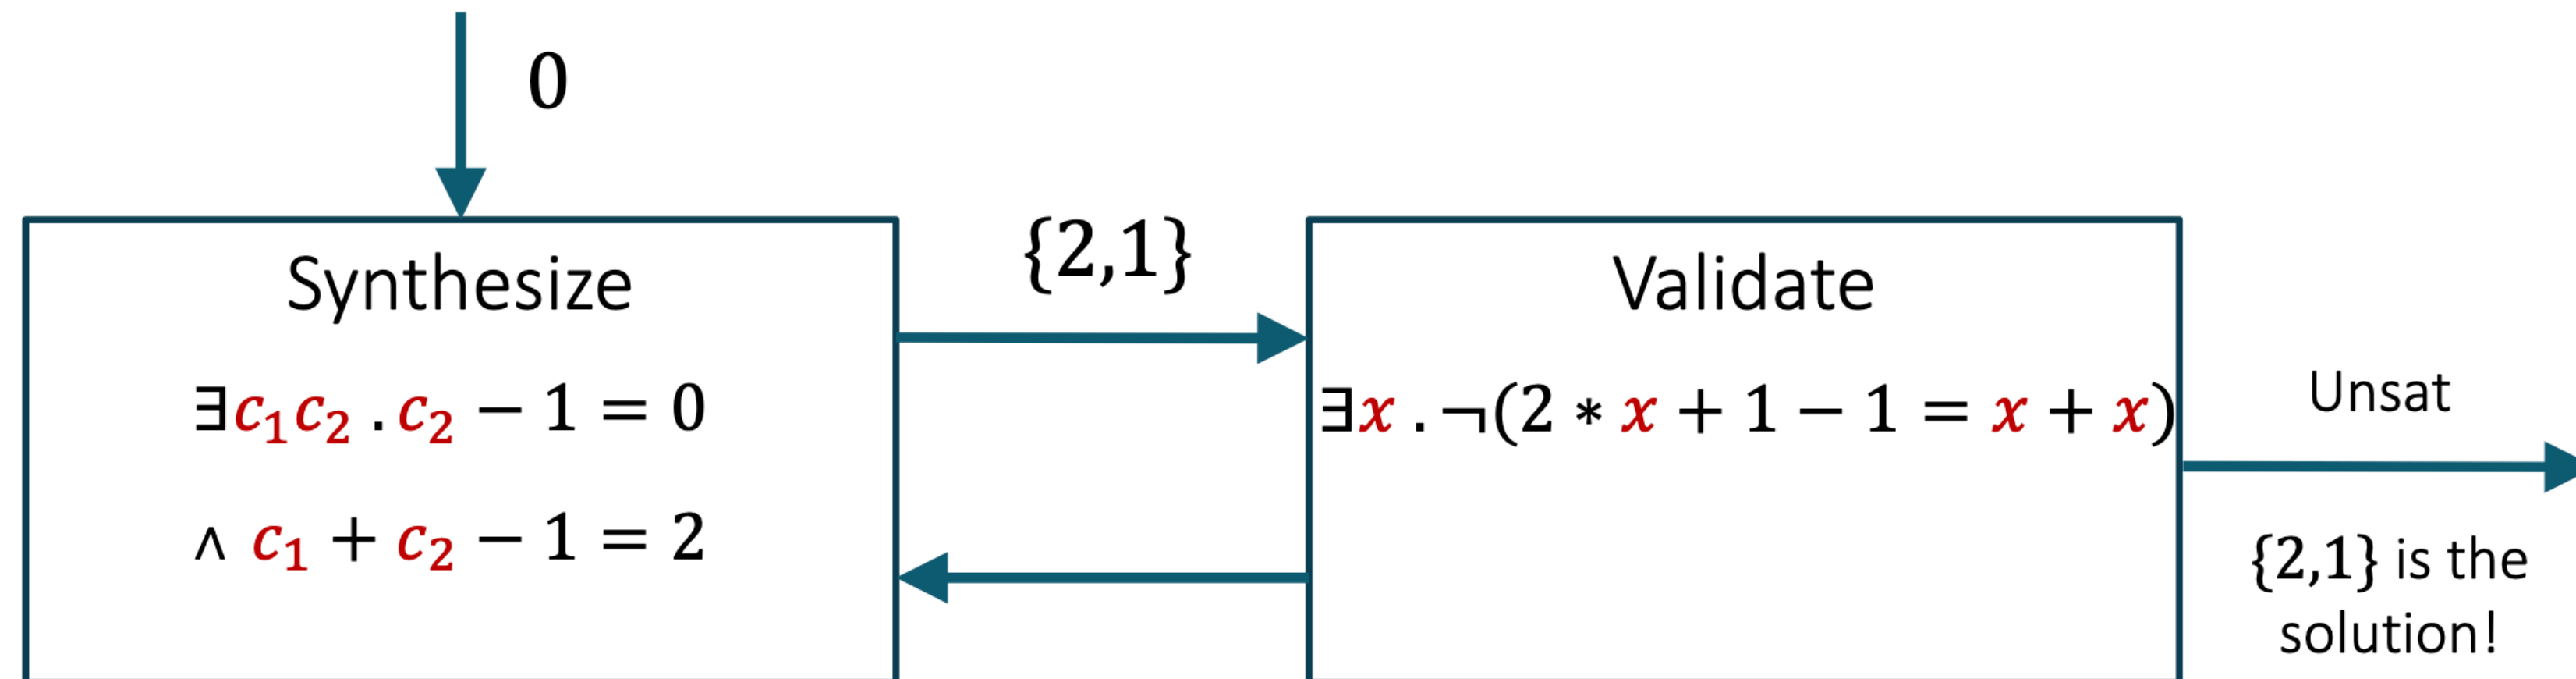 0
Synthesize
∃c₁c₂ . c₂ − 1 = 0
∧ c₁ + c₂ − 1 = 2
{2,1}
Validate
∃x . ¬(2 * x + 1 − 1 = x + x)
Unsat
{2,1} is the
solution!